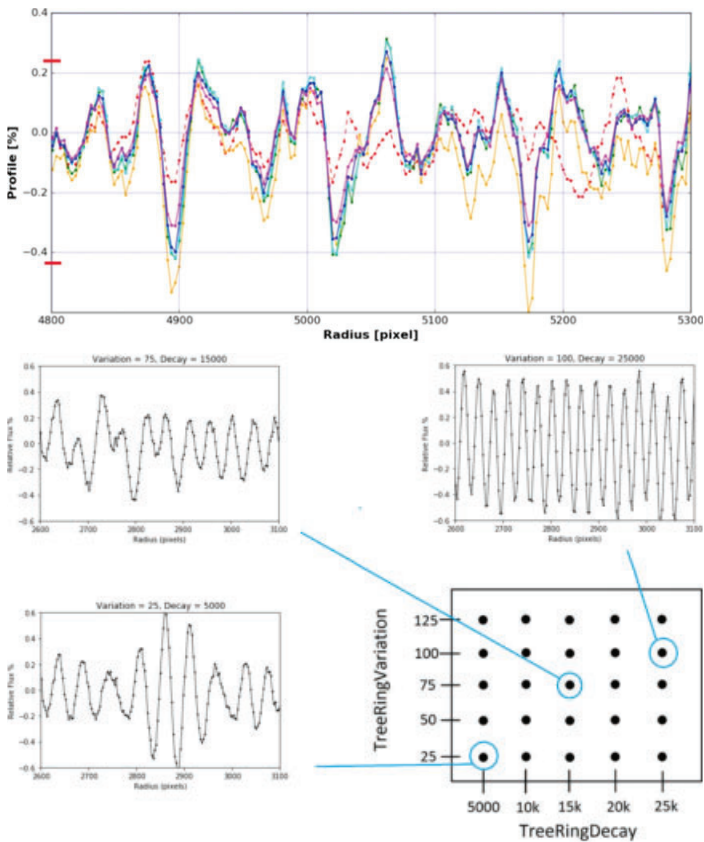 0.4
0.2
0.0
−0.2
−0.4
Profile [%]
4800 4900 5000 5100 5200 5300
Radius [pixel]
Variation = 75, Decay = 15000
0.6
0.4
0.2
0.0
−0.2
−0.4
−0.6
Relative Flux %
2600 2700 2800 2900 3000 3100
Radius (pixels)
Variation = 100, Decay = 25000
0.6
0.4
0.2
0.0
−0.2
−0.4
−0.6
Relative Flux %
2600 2700 2800 2900 3000 3100
Radius (pixels)
Variation = 25, Decay = 5000
0.6
0.4
0.2
0.0
−0.2
−0.4
−0.6
Relative Flux %
2600 2700 2800 2900 3000 3100
Radius (pixels)
TreeRingVariation
125
100
75
50
25
5000 10k 15k 20k 25k
TreeRingDecay